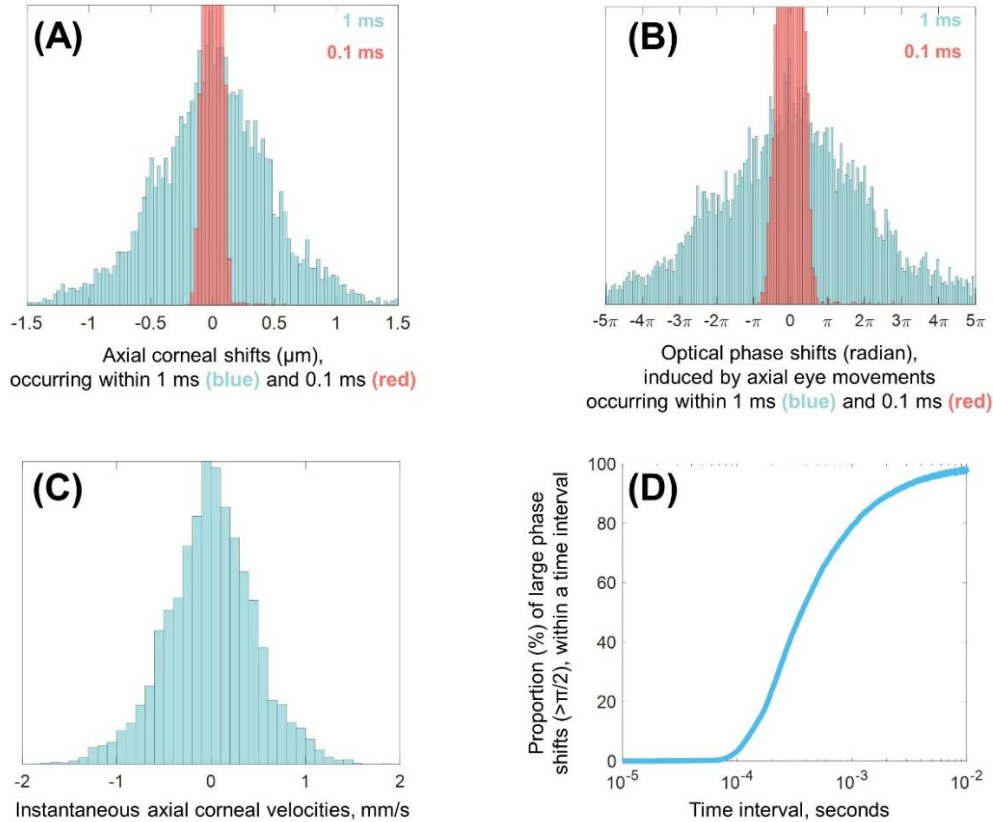 (A)
1 ms
0.1 ms
-1.5 -1 -0.5 0 0.5 1 1.5
Axial corneal shifts (µm),
occurring within 1 ms (blue) and 0.1 ms (red)
(B)
1 ms
0.1 ms
-5π -4π -3π -2π -π 0 π 2π 3π 4π 5π
Optical phase shifts (radian),
induced by axial eye movements
occurring within 1 ms (blue) and 0.1 ms (red)
(C)
-2 -1 0 1 2
Instantaneous axial corneal velocities, mm/s
(D)
Proportion (%) of large phase
shifts (>π/2), within a time interval
100
80
60
40
20
0
10⁻⁵ 10⁻⁴ 10⁻³ 10⁻²
Time interval, seconds